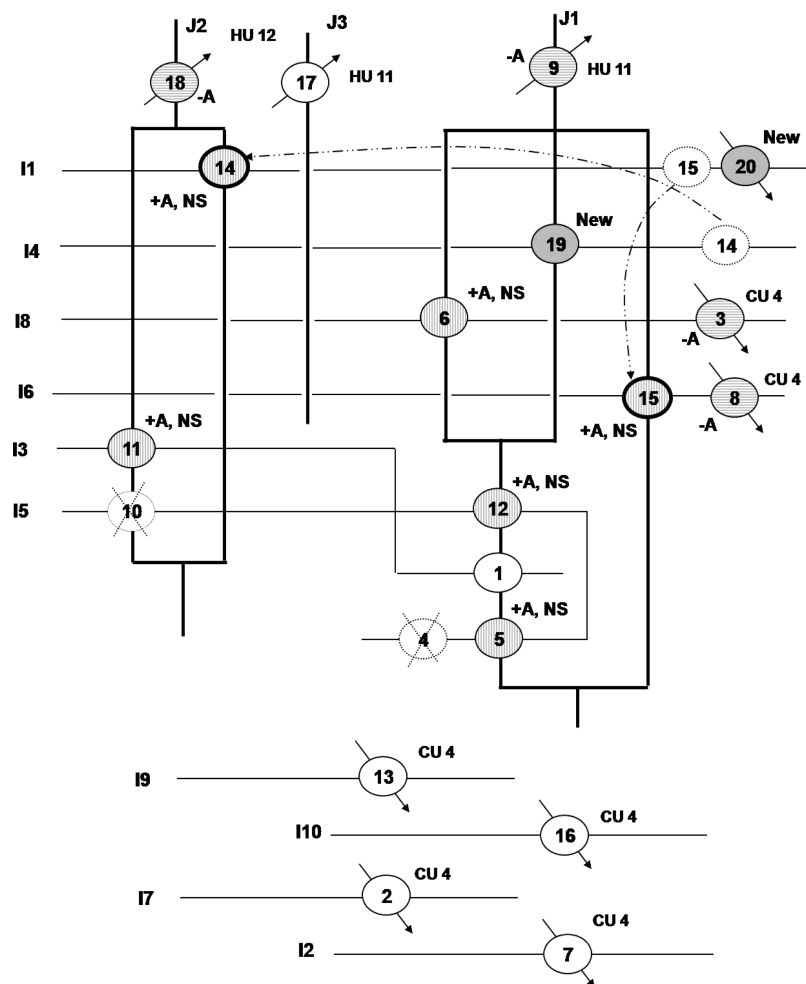 J2
J3
J1
HU 12
18
-A
17
HU 11
-A
9
HU 11
I1
14
+A, NS
15
20
New
I4
19
New
14
I8
6
+A, NS
3
CU 4
-A
I6
15
+A, NS
8
CU 4
-A
I3
11
+A, NS
I5
10
12
+A, NS
1
4
5
+A, NS
I9
13
CU 4
I10
16
CU 4
I7
2
CU 4
I2
7
CU 4